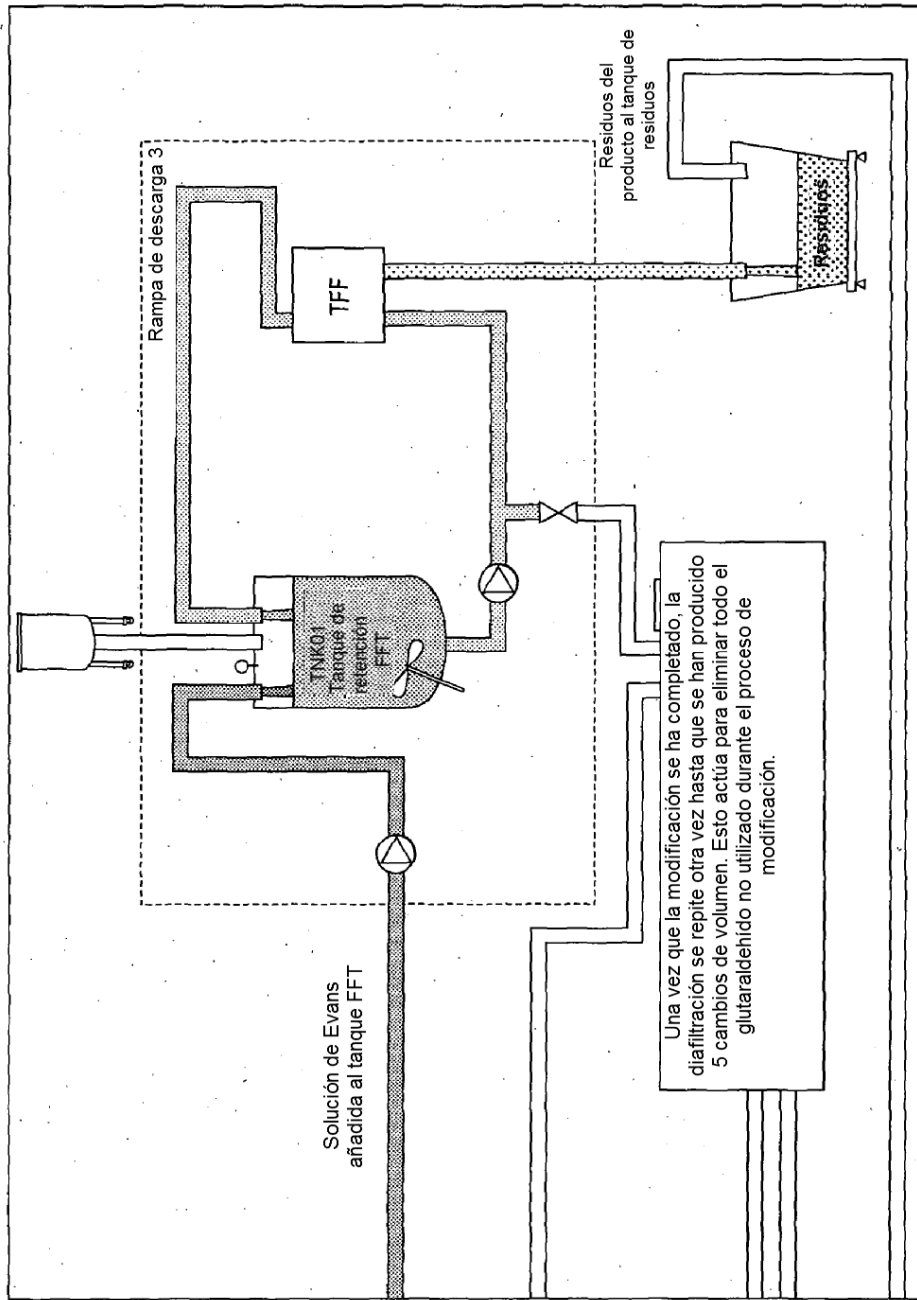 Rampa de descarga 3
TFF
TNK01
Tanque de
retención
FFT
Solución de Evans
añadida al tanque FFT
Residuos del
producto al tanque de
residuos
Residuos
Una vez que la modificación se ha completado, la
diafiltración se repite otra vez hasta que se han producido
5 cambios de volumen. Esto actúa para eliminar todo el
glutaraldehído no utilizado durante el proceso de
modificación.